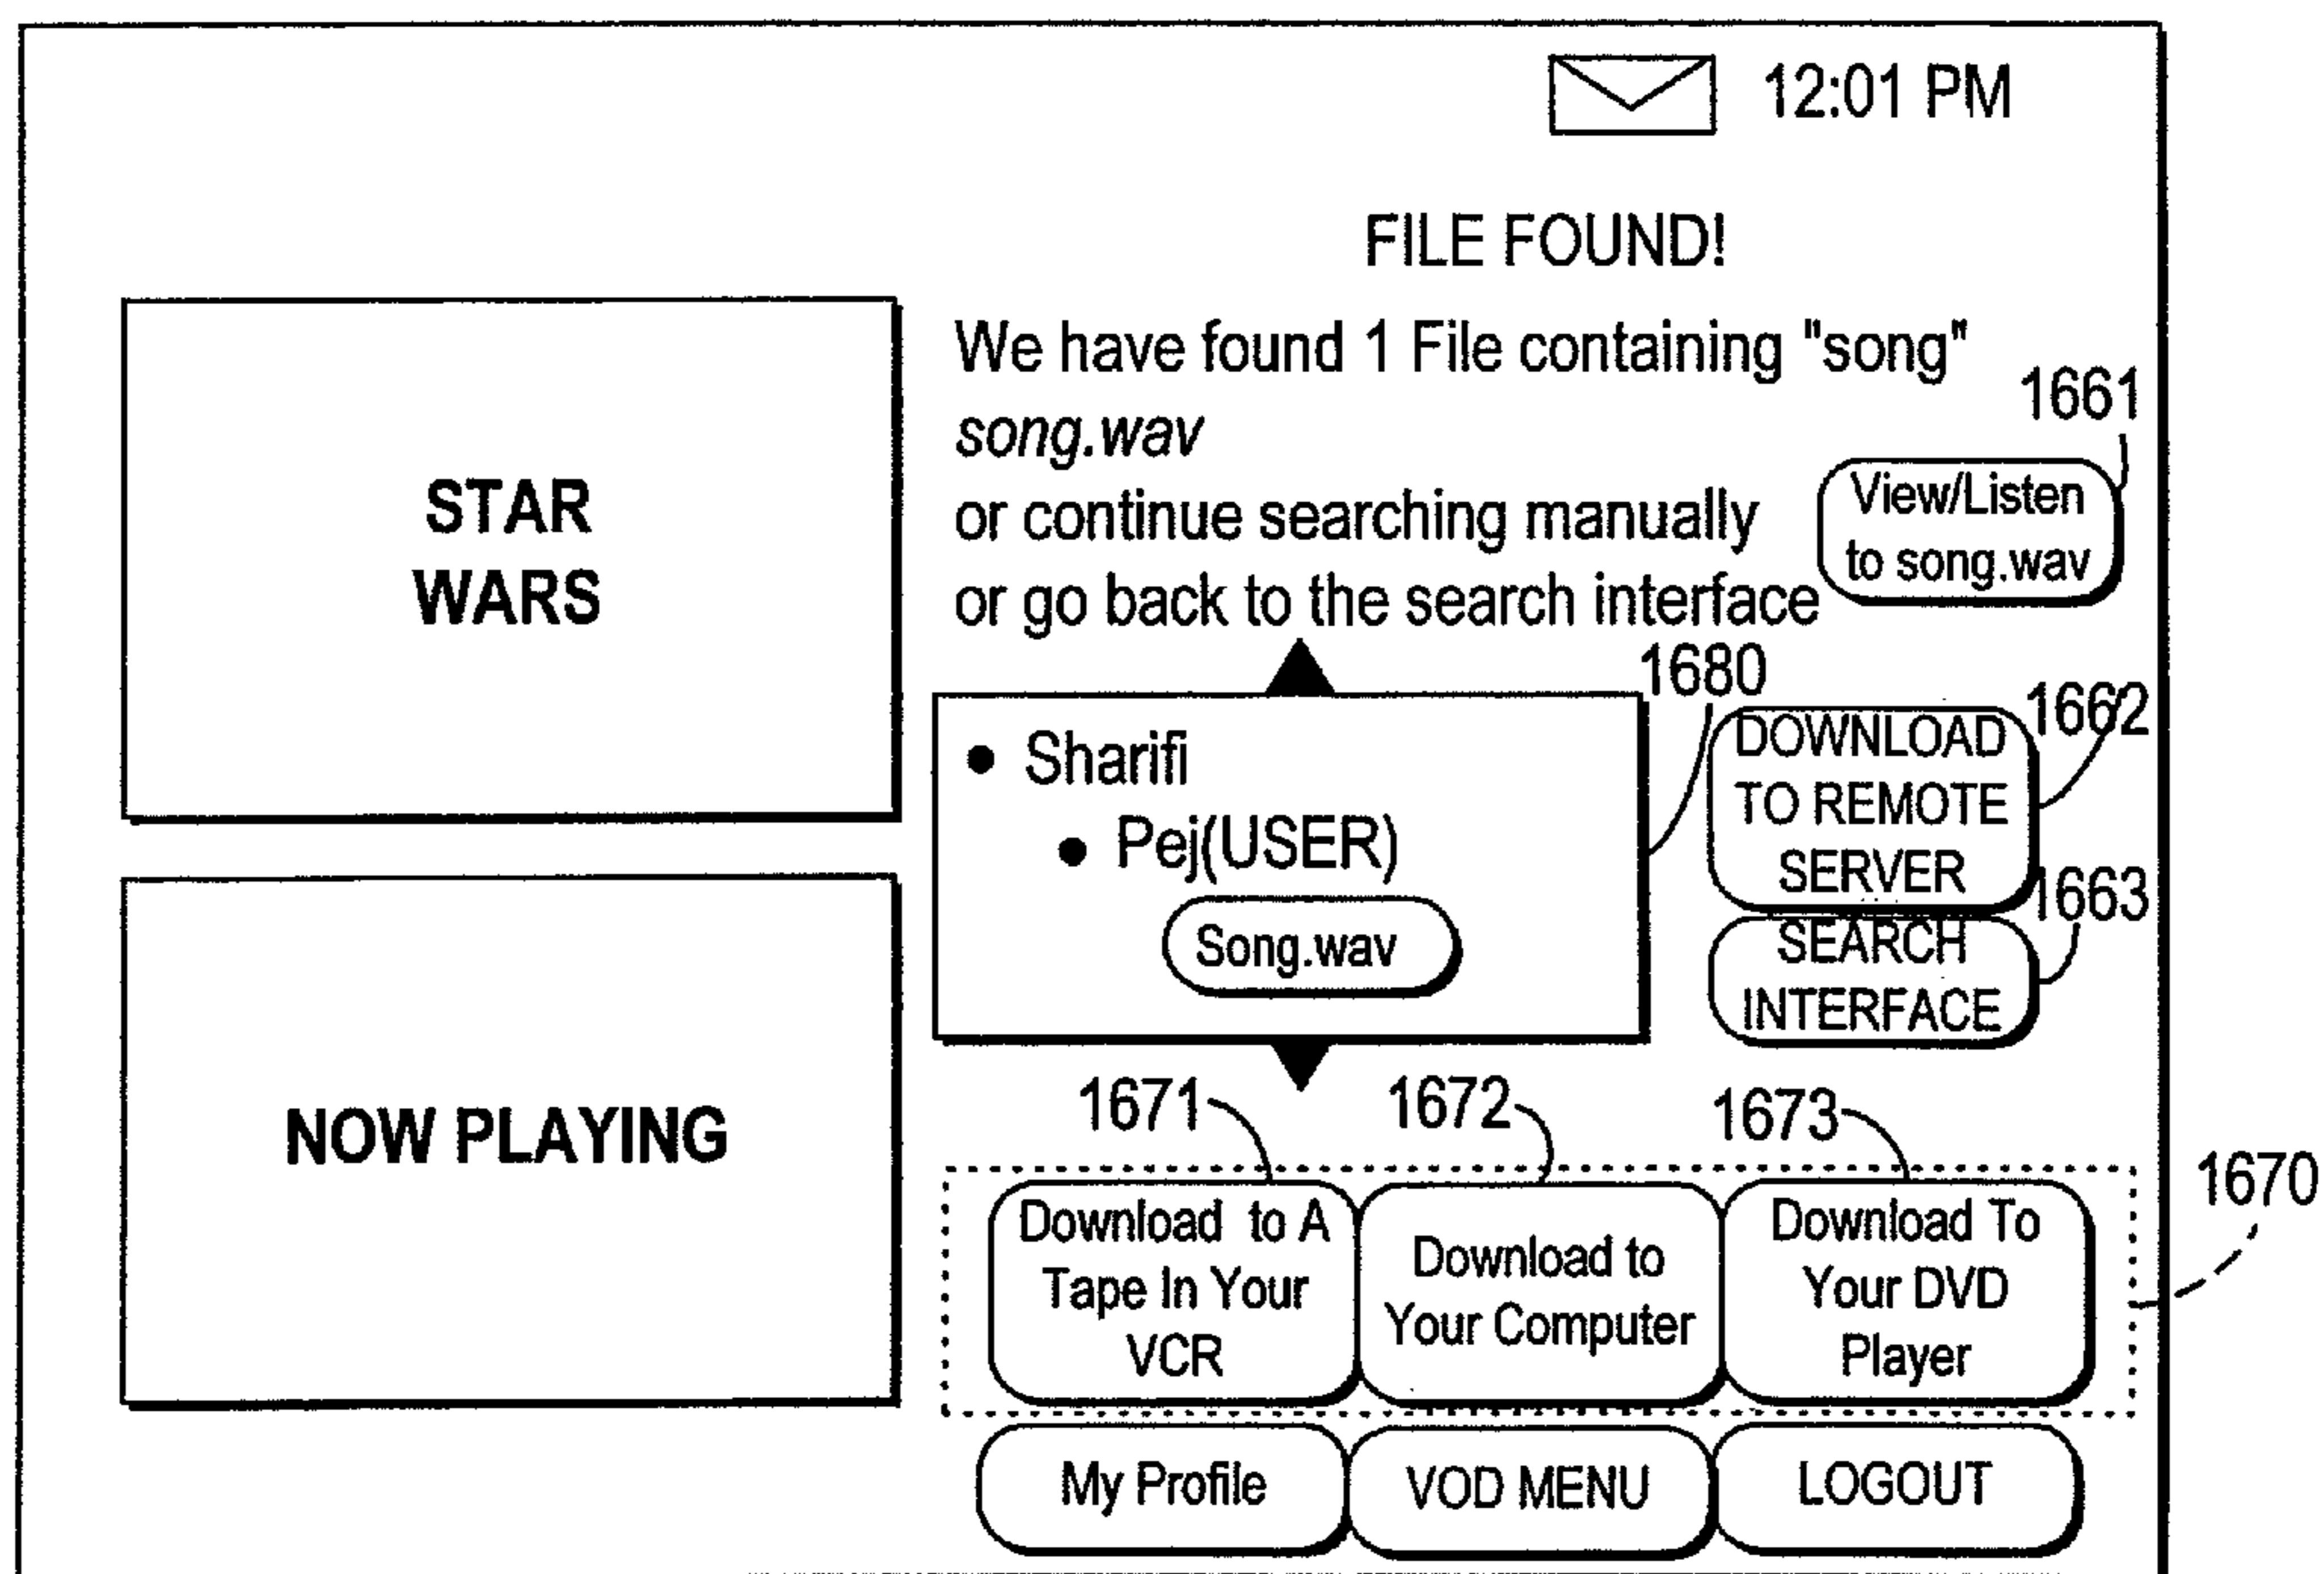 12:01 PM
FILE FOUND!
STAR
WARS
We have found 1 File containing "song"
song.wav
or continue searching manually
or go back to the search interface
1661
View/Listen
to song.wav
1680
• Sharifi
• Pej(USER)
Song.wav
1662
DOWNLOAD
TO REMOTE
SERVER
1663
SEARCH
INTERFACE
NOW PLAYING
1671
1672
1673
1670
Download to A
Tape In Your
VCR
Download to
Your Computer
Download To
Your DVD
Player
My Profile
VOD MENU
LOGOUT